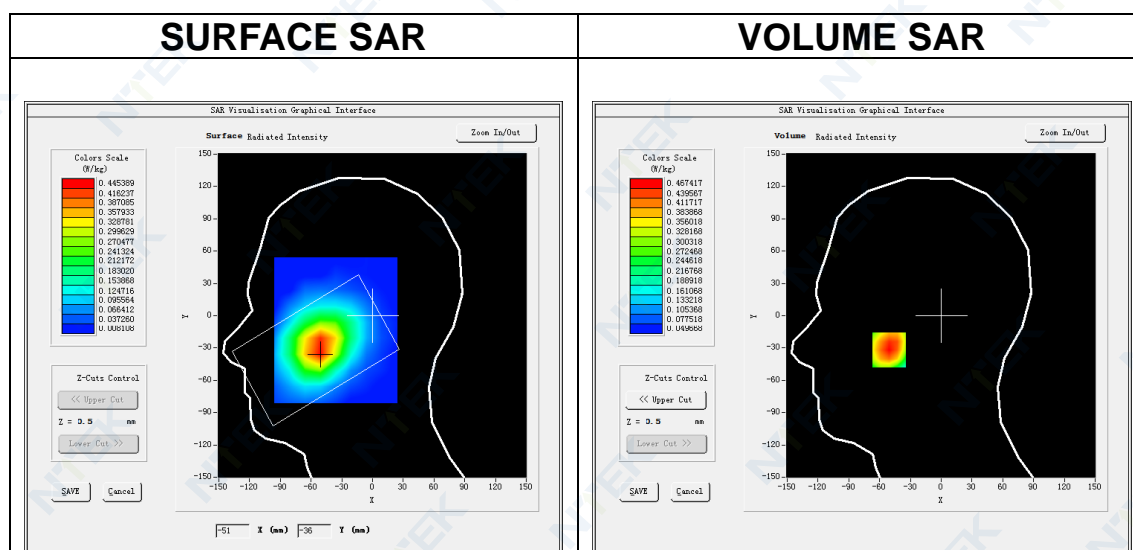 SURFACE SAR
VOLUME SAR
SAR Visualisation Graphical Interface
Surface Radiated Intensity
Zoom In/Out
Colors Scale
(W/kg)
0.445389
0.416237
0.387085
0.357933
0.328781
0.299629
0.270477
0.241324
0.212172
0.183020
0.153868
0.124716
0.095564
0.066412
0.037260
0.008108
150
120
90
60
30
0
-30
-60
-90
-120
-150
Y
-150 -120 -90 -60 -30 0 30 60 90 120 150
X
Z-Cuts Control
<< Upper Cut
Z = 0.5 mm
Lower Cut >>
SAVE Cancel
-51 X (mm) -36 Y (mm)
SAR Visualisation Graphical Interface
Volume Radiated Intensity
Zoom In/Out
Colors Scale
(W/kg)
0.467417
0.439567
0.411717
0.383868
0.356018
0.328168
0.300318
0.272468
0.244618
0.216768
0.188918
0.161068
0.133218
0.105368
0.077518
0.049668
150
120
90
60
30
0
-30
-60
-90
-120
-150
Y
-150 -120 -90 -60 -30 0 30 60 90 120 150
X
Z-Cuts Control
<< Upper Cut
Z = 0.5 mm
Lower Cut >>
SAVE Cancel
NTEK